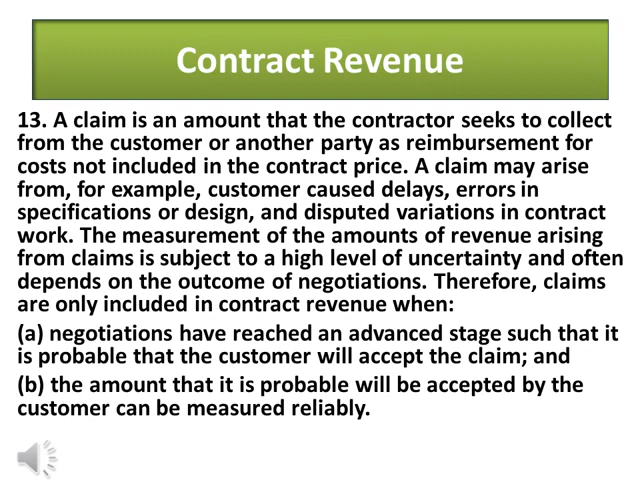 Contract Revenue
13. A claim is an amount that the contractor seeks to collect
from the customer or another party as reimbursement for
costs not included in the contract price. A claim may arise
from, for example, customer caused delays, errors in
specifications or design, and disputed variations in contract
work. The measurement of the amounts of revenue arising
from claims is subject to a high level of uncertainty and often
depends on the outcome of negotiations. Therefore, claims
are only included in contract revenue when:
(a) negotiations have reached an advanced stage such that it
is probable that the customer will accept the claim; and
(b) the amount that it is probable will be accepted by the
customer can be measured reliably.